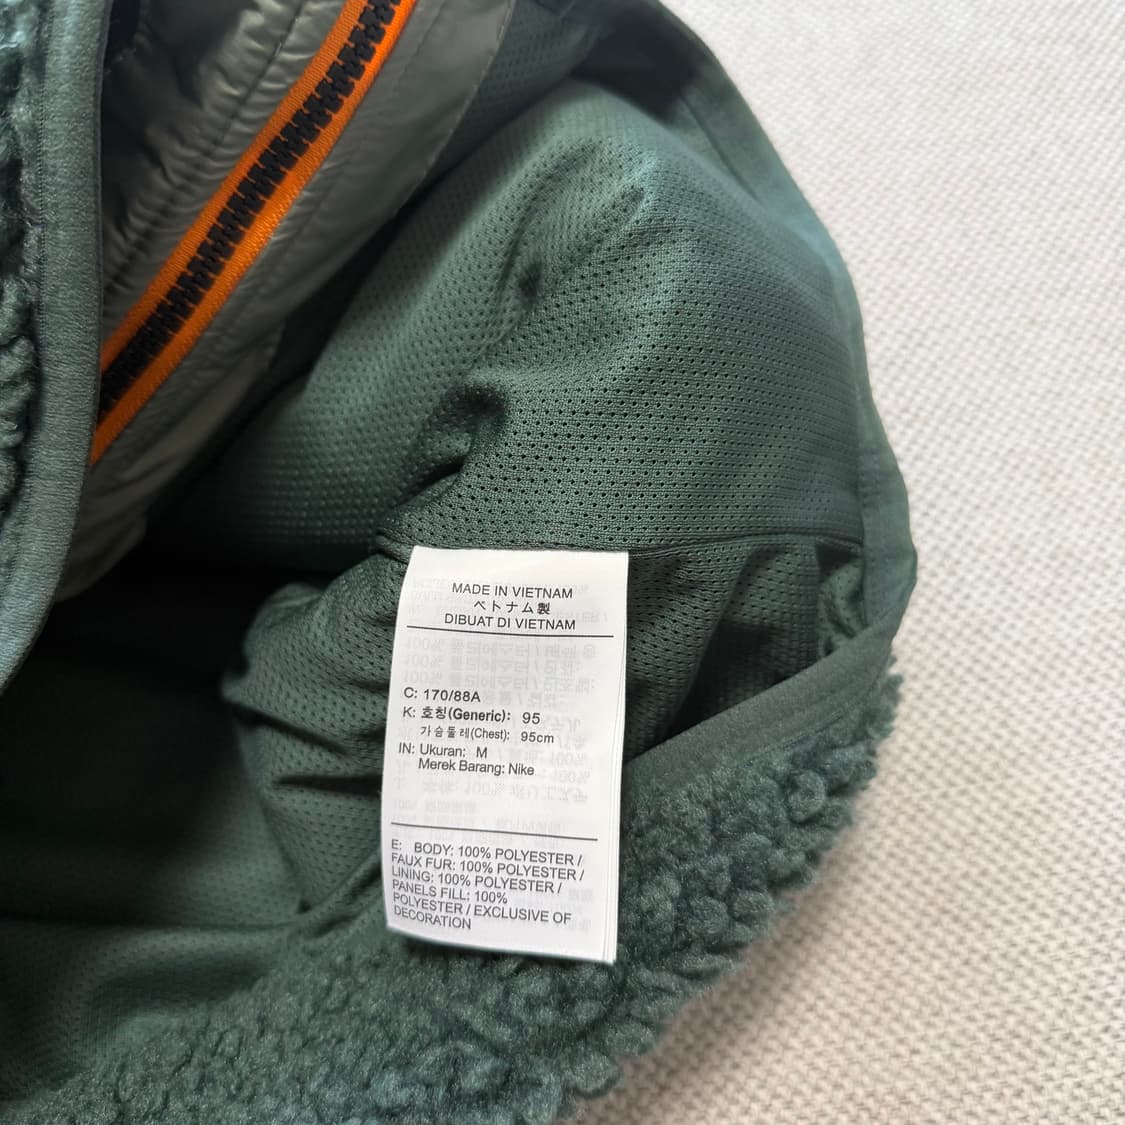 MADE IN VIETNAM
ベトナム製
DIBUAT DI VIETNAM
C: 170/88A
K: 호칭(Generic): 95
가슴둘레(Chest): 95cm
IN: Ukuran: M
Merek Barang: Nike
E: BODY: 100% POLYESTER /
FAUX FUR: 100% POLYESTER /
LINING: 100% POLYESTER /
PANELS FILL: 100%
POLYESTER / EXCLUSIVE OF
DECORATION